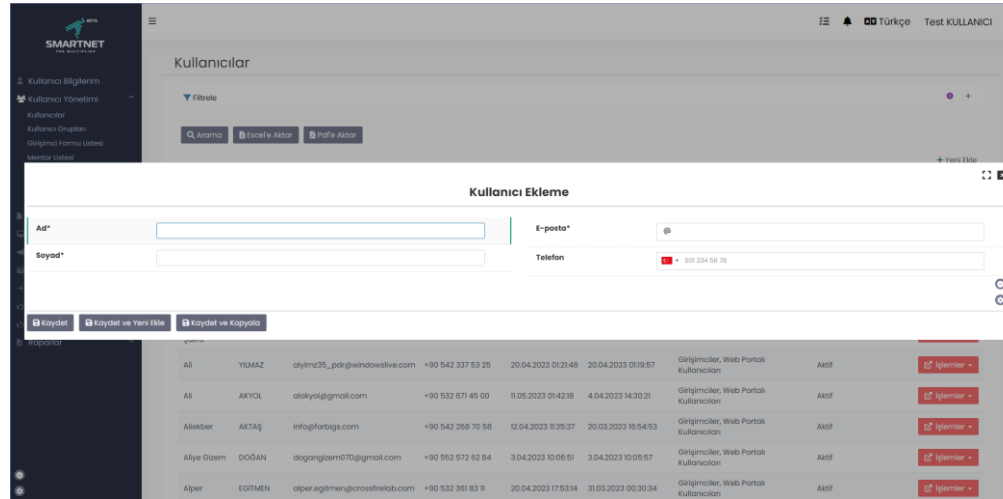 BETA
SMARTNET
THE MULTIPLIER
Türkçe Test KULLANICI
Kullanıcılar
Kullanıcı Bilgilerim
Kullanıcı Yönetimi
Kullanıcılar
Kullanıcı Grupları
Girişimci Formu Listesi
Mentor Listesi
Filtrele
Arama Excel'e Aktar Pdf'e Aktar
+ Yeni Ekle
Kullanıcı Ekleme
Ad* E-posta* @
Soyad* Telefon 501 234 56 78
Kaydet Kaydet ve Yeni Ekle Kaydet ve Kopyala
Raporlar
Ali YILMAZ alylmz35_pdr@windowslive.com +90 542 337 53 25 20.04.2023 01:21:48 20.04.2023 01:19:57 Girişimciler, Web Portalı Kullanıcıları Aktif İşlemler
Ali AKYOL alakyol@gmail.com +90 532 671 45 00 11.05.2023 01:42:18 4.04.2023 14:30:21 Girişimciler, Web Portalı Kullanıcıları Aktif İşlemler
Aliekber AKTAŞ info@forbigs.com +90 542 268 70 58 12.04.2023 11:35:37 20.03.2023 16:54:53 Girişimciler, Web Portalı Kullanıcıları Aktif İşlemler
Aliye Gizem DOĞAN dogangizem070@gmail.com +90 552 572 62 84 3.04.2023 10:06:51 3.04.2023 10:05:57 Girişimciler, Web Portalı Kullanıcıları Aktif İşlemler
Alper EGİTMEN alper.egitmen@crossfirelab.com +90 532 361 83 11 20.04.2023 17:53:14 31.03.2023 00:30:34 Girişimciler, Web Portalı Kullanıcıları Aktif İşlemler